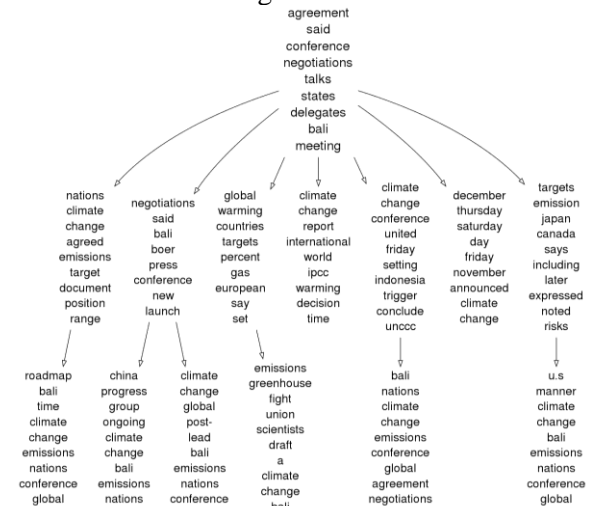 agreement
said
conference
negotiations
talks
states
delegates
bali
meeting
nations
climate
change
agreed
emissions
target
document
position
range
negotiations
said
bali
boer
press
conference
new
launch
global
warming
countries
targets
percent
gas
european
say
set
climate
change
report
international
world
ipcc
warming
decision
time
climate
change
conference
united
friday
setting
indonesia
trigger
conclude
unccc
december
thursday
saturday
day
friday
november
announced
climate
change
targets
emission
japan
canada
says
including
later
expressed
noted
risks
roadmap
bali
time
climate
change
emissions
nations
conference
global
china
progress
group
ongoing
climate
change
bali
emissions
nations
climate
change
global
post-
lead
bali
emissions
nations
conference
emissions
greenhouse
fight
union
scientists
draft
a
climate
change
bali
bali
nations
climate
change
emissions
conference
global
agreement
negotiations
u.s
manner
climate
change
bali
emissions
nations
conference
global